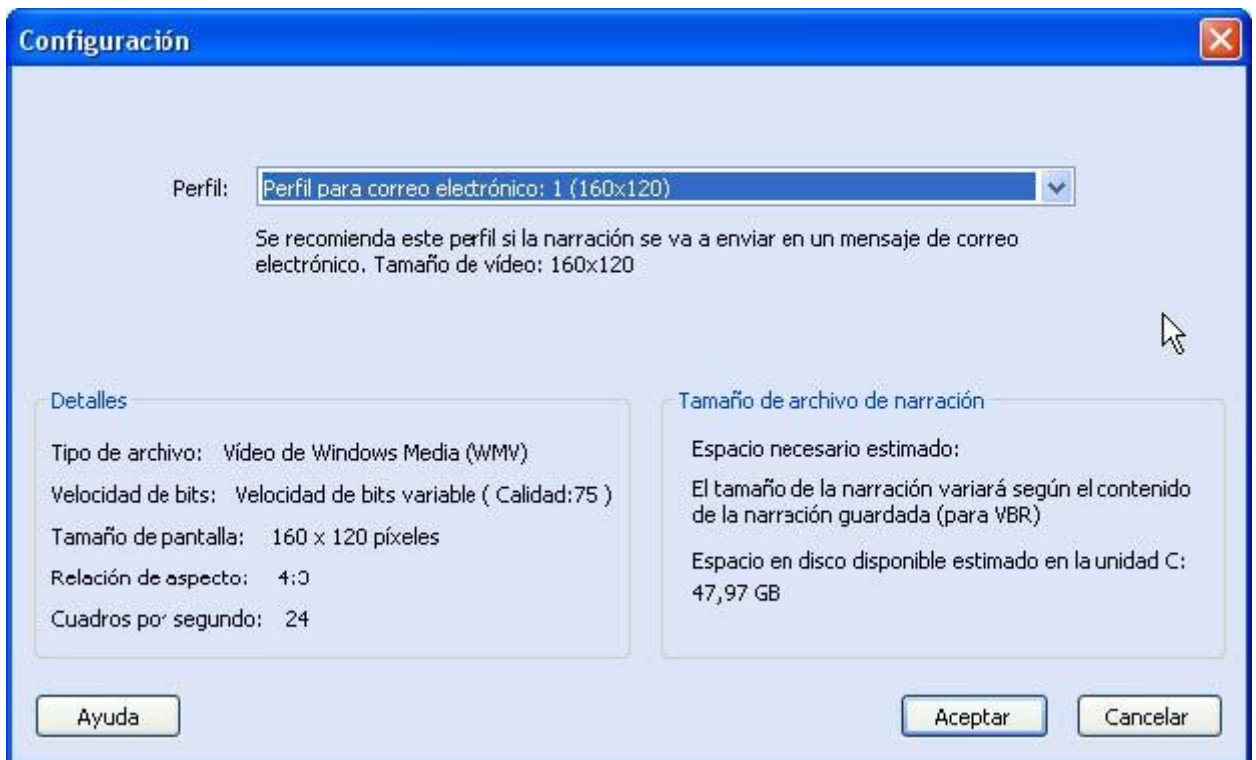 Configuración
Perfil:
Perfil para correo electrónico: 1 (160x120)
Se recomienda este perfil si la narración se va a enviar en un mensaje de correo
electrónico. Tamaño de vídeo: 160x120
Detalles
Tipo de archivo: Vídeo de Windows Media (WMV)
Velocidad de bits: Velocidad de bits variable ( Calidad:75 )
Tamaño de pantalla: 160 x 120 píxeles
Relación de aspecto: 4:3
Cuadros por segundo: 24
Tamaño de archivo de narración
Espacio necesario estimado:
El tamaño de la narración variará según el contenido
de la narración guardada (para VBR)
Espacio en disco disponible estimado en la unidad C:
47,97 GB
Ayuda
Aceptar
Cancelar